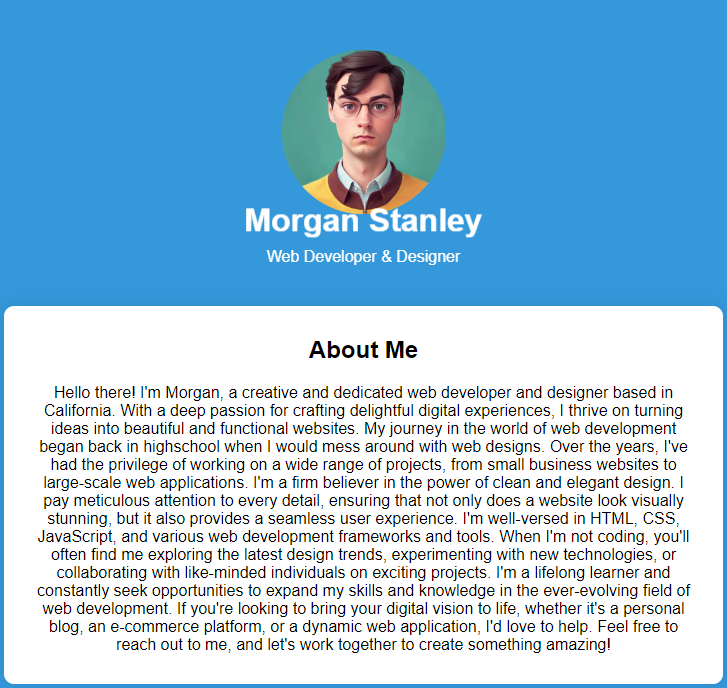 Morgan Stanley
Web Developer & Designer
About Me
Hello there! I'm Morgan, a creative and dedicated web developer and designer based in
California. With a deep passion for crafting delightful digital experiences, I thrive on turning
ideas into beautiful and functional websites. My journey in the world of web development
began back in highschool when I would mess around with web designs. Over the years, I've
had the privilege of working on a wide range of projects, from small business websites to
large-scale web applications. I'm a firm believer in the power of clean and elegant design. I
pay meticulous attention to every detail, ensuring that not only does a website look visually
stunning, but it also provides a seamless user experience. I'm well-versed in HTML, CSS,
JavaScript, and various web development frameworks and tools. When I'm not coding, you'll
often find me exploring the latest design trends, experimenting with new technologies, or
collaborating with like-minded individuals on exciting projects. I'm a lifelong learner and
constantly seek opportunities to expand my skills and knowledge in the ever-evolving field of
web development. If you're looking to bring your digital vision to life, whether it's a personal
blog, an e-commerce platform, or a dynamic web application, I'd love to help. Feel free to
reach out to me, and let's work together to create something amazing!